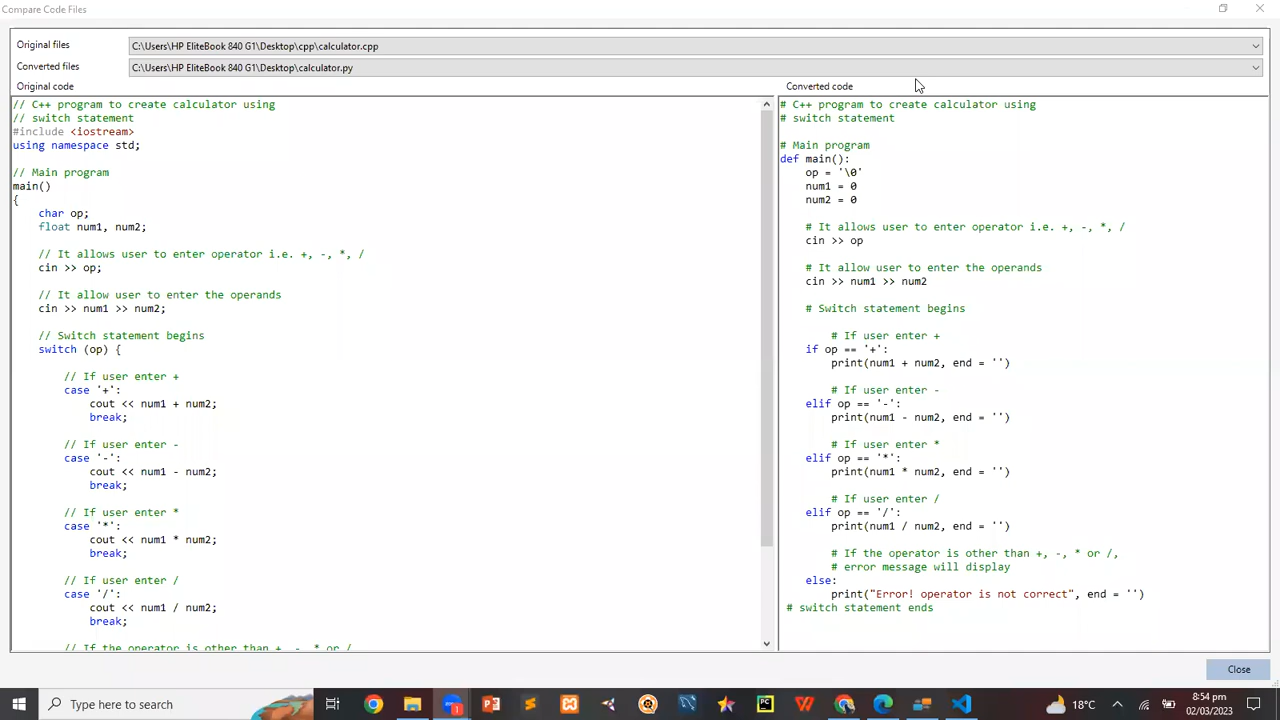 Compare Code Files
Original files
C:\Users\HP EliteBook 840 G1\Desktop\cpp\calculator.cpp
Converted files
C:\Users\HP EliteBook 840 G1\Desktop\calculator.py
Original code
// C++ program to create calculator using
// switch statement
#include <iostream>
using namespace std;
// Main program
main()
{
char op;
float num1, num2;
// It allows user to enter operator i.e. +, -, *, /
cin >> op;
// It allow user to enter the operands
cin >> num1 >> num2;
// Switch statement begins
switch (op) {
// If user enter +
case '+':
cout << num1 + num2;
break;
// If user enter -
case '-':
cout << num1 - num2;
break;
// If user enter *
case '*':
cout << num1 * num2;
break;
// If user enter /
case '/':
cout << num1 / num2;
break;
// If the operator is other than +, -, * or /,
Converted code
# C++ program to create calculator using
# switch statement
# Main program
def main():
op = '\0'
num1 = 0
num2 = 0
# It allows user to enter operator i.e. +, -, *, /
cin >> op
# It allow user to enter the operands
cin >> num1 >> num2
# Switch statement begins
# If user enter +
if op == '+':
print(num1 + num2, end = '')
# If user enter -
elif op == '-':
print(num1 - num2, end = '')
# If user enter *
elif op == '*':
print(num1 * num2, end = '')
# If user enter /
elif op == '/':
print(num1 / num2, end = '')
# If the operator is other than +, -, * or /,
# error message will display
else:
print("Error! operator is not correct", end = '')
# switch statement ends
Close
Type here to search
18°C
8:54 pm
02/03/2023